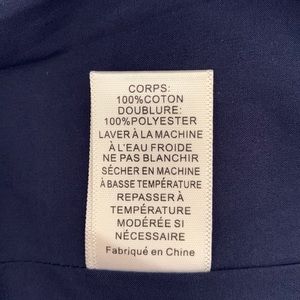 CORPS:
100%COTON
DOUBLURE:
100%POLYESTER
LAVER À LA MACHINE
À L'EAU FROIDE
NE PAS BLANCHIR
SÉCHER EN MACHINE
À BASSE TEMPÉRATURE
REPASSER À
TEMPÉRATURE
MODÉRÉE SI
NÉCESSAIRE
Fabriqué en Chine